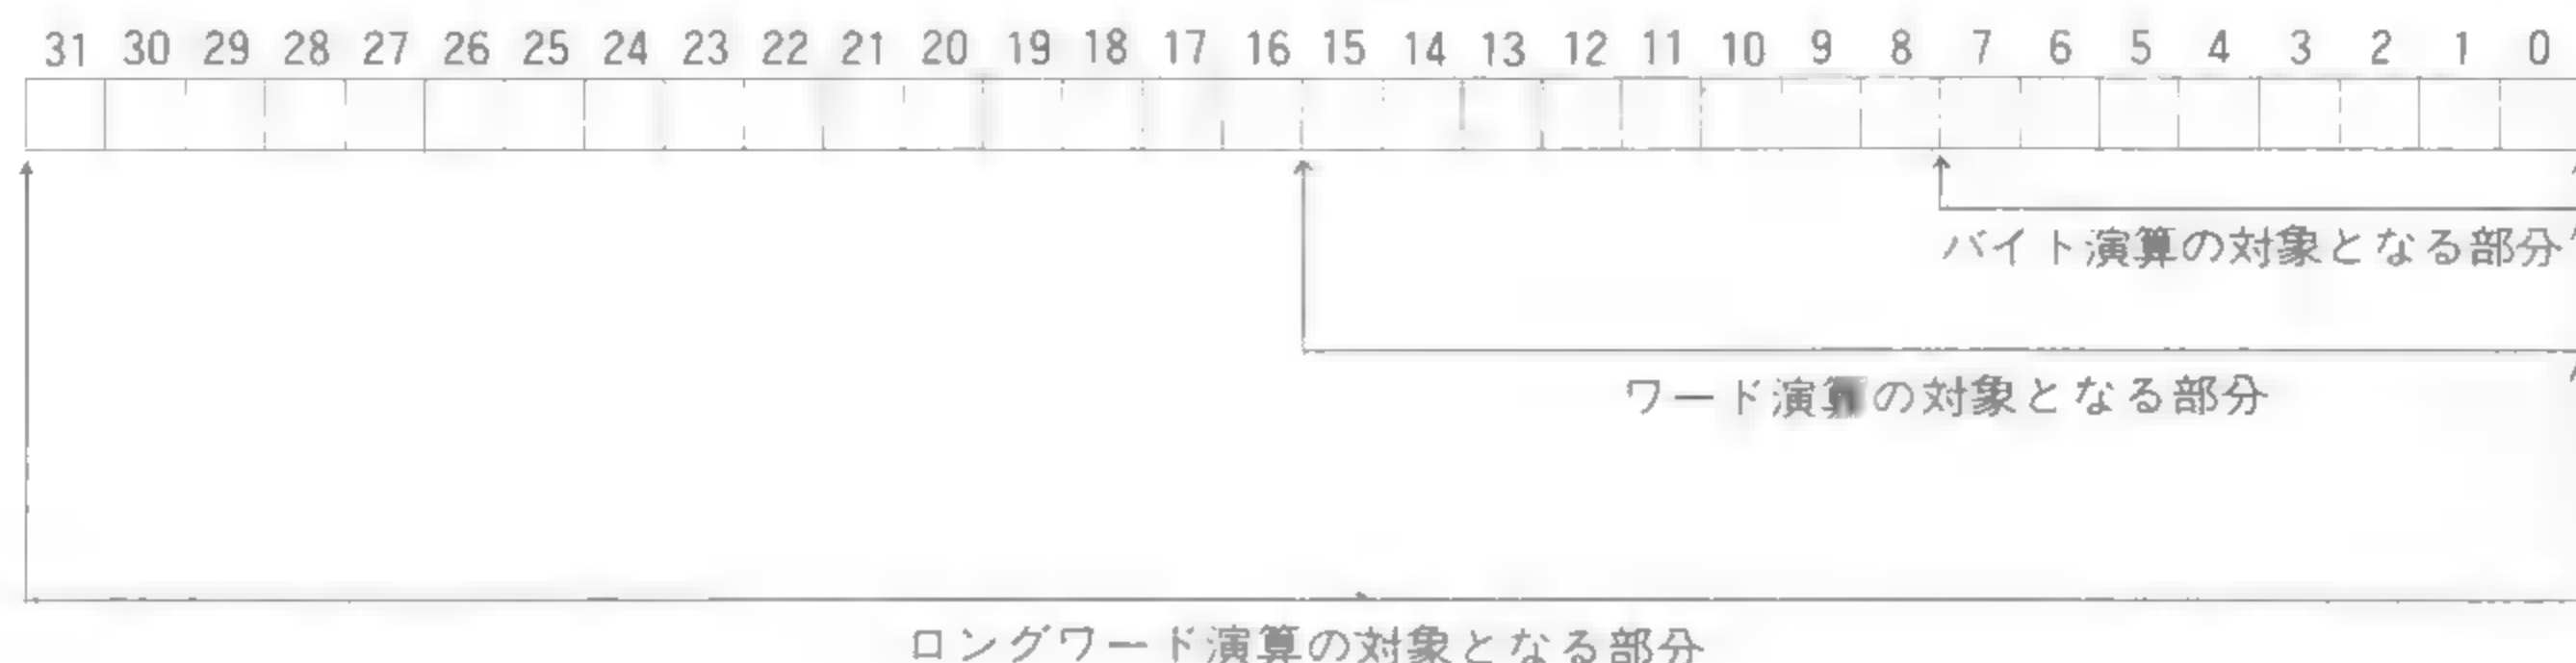 31 30 29 28 27 26 25 24 23 22 21 20 19 18 17 16 15 14 13 12 11 10 9 8 7 6 5 4 3 2 1 0
バイト演算の対象となる部分
ワード演算の対象となる部分
ロングワード演算の対象となる部分